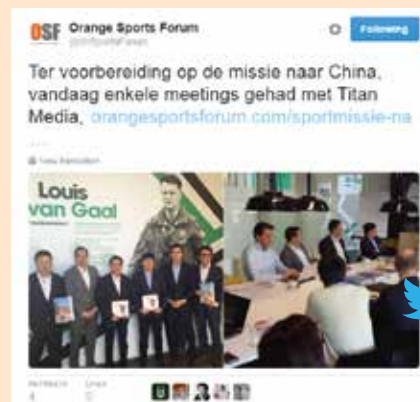 OSF Orange Sports Forum
Following
Ter voorbereiding op de missie naar China,
vandaag enkele meetings gehad met Titan
Media, orangesportsforum.com/sportmissie-na
Louis
van Gaal
4